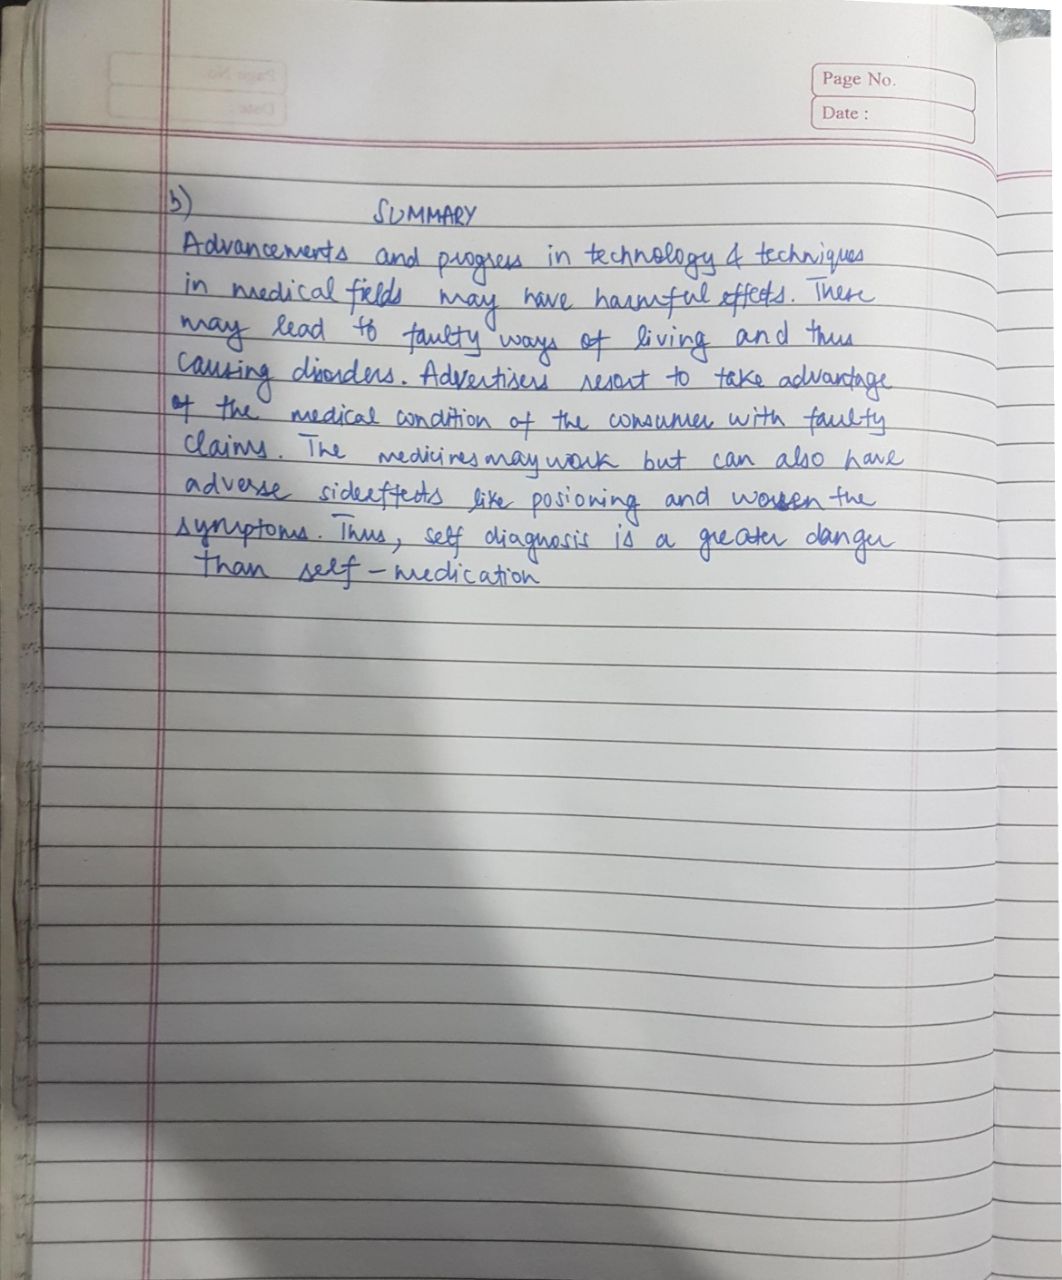 Page No.
Date :
b)
SUMMARY
Advancements and progress in technology & techniques
in medical fields may have harmful effects. These
may lead to faulty ways of living and thus
causing disorders. Advertisers resort to take advantage
of the medical condition of the consumer with faulty
claims. The medicines may work but can also have
adverse sideeffects like posioning and worsen the
symptoms. Thus, self diagnosis is a greater danger
than self-medication